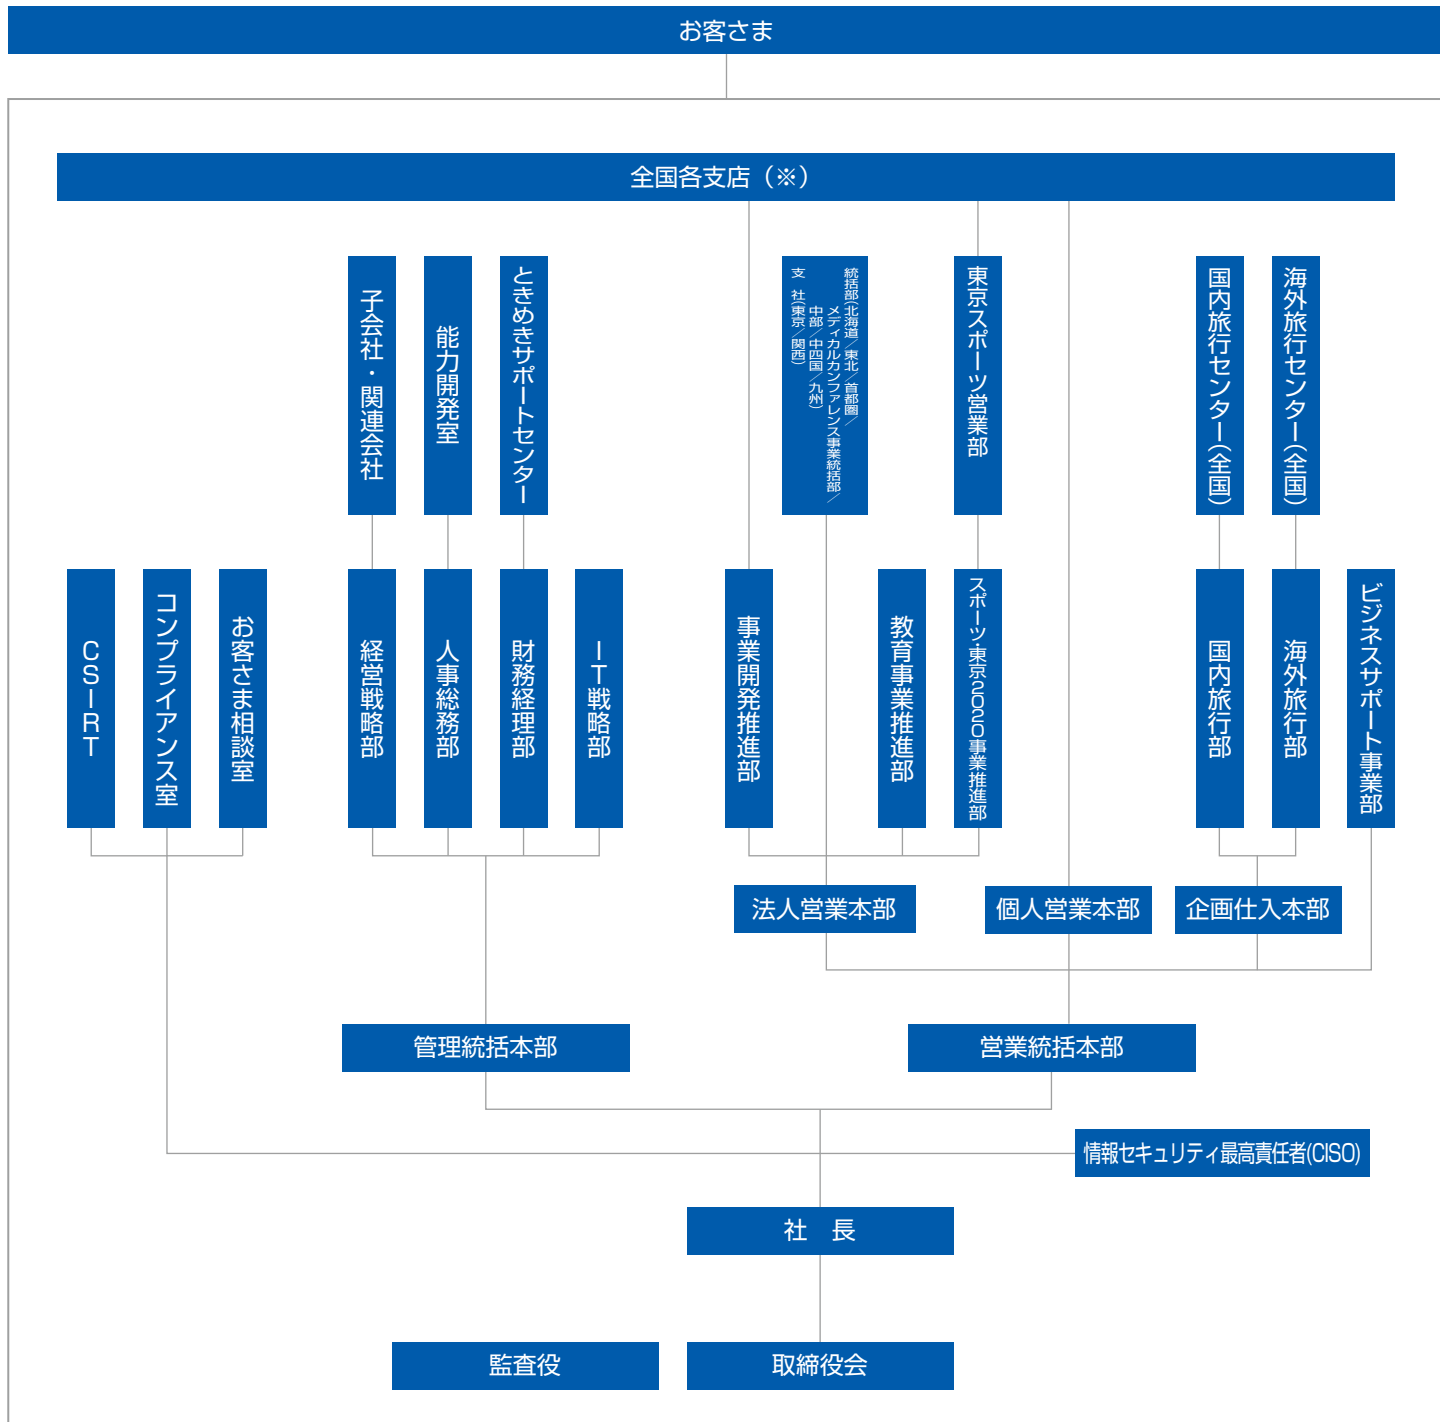 お客さま
全国各支店（※）
子会社・関連会社
能力開発室
ときめきサポートセンター
統括部(北海道／東北／首都圏／
メディカルカンファレンス事業統括部／
中部／中四国／九州)
支　社(東京／関西)
東京スポーツ営業部
国内旅行センター(全国)
海外旅行センター(全国)
CSIRT
コンプライアンス室
お客さま相談室
経営戦略部
人事総務部
財務経理部
IT戦略部
事業開発推進部
教育事業推進部
スポーツ・東京2020事業推進部
国内旅行部
海外旅行部
ビジネスサポート事業部
法人営業本部
個人営業本部
企画仕入本部
管理統括本部
営業統括本部
情報セキュリティ最高責任者(CISO)
社　長
監査役
取締役会